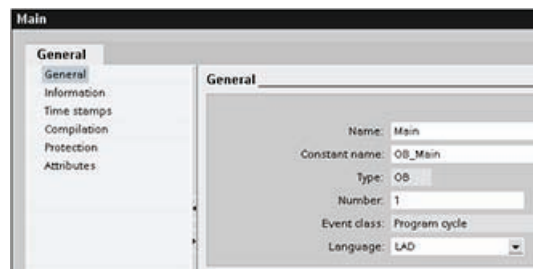 Main
General
General
Information
Time stamps
Compilation
Protection
Attributes
General
Name: Main
Constant name: OB_Main
Type: OB
Number: 1
Event class: Program cycle
Language: LAD